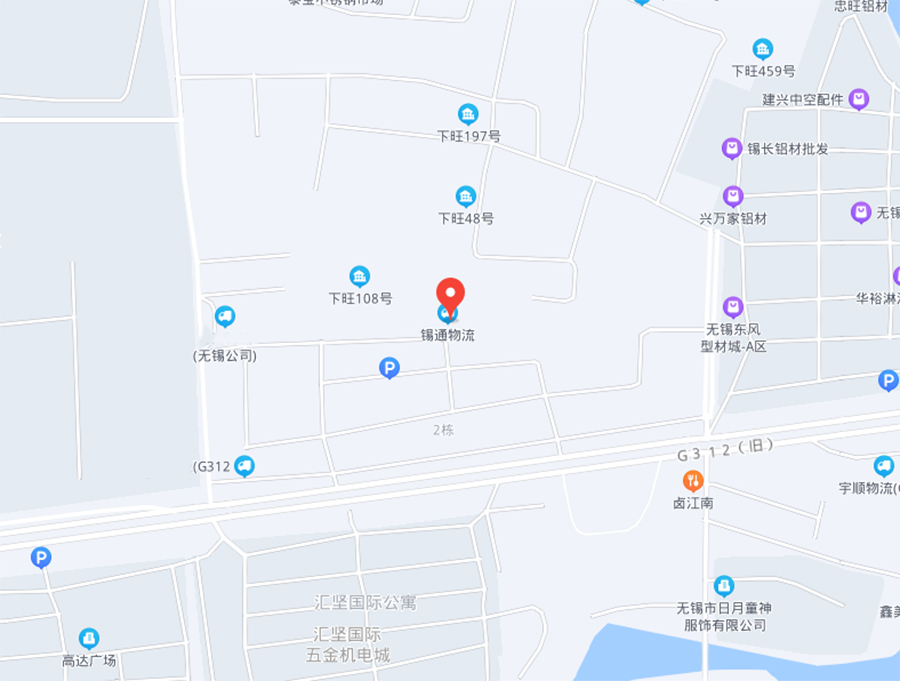 忠旺铝材
下旺459号
建兴中空配件
下旺197号
锡长铝材批发
下旺48号
兴万家铝材
无锡
下旺108号
华裕淋
锡通物流
无锡东风
型材城-A区
(无锡公司)
P
P
2栋
G312(旧)
(G312
宇顺物流(
卤江南
P
汇坚国际公寓
无锡市日月童神
服饰有限公司
汇坚国际
五金机电城
高达广场